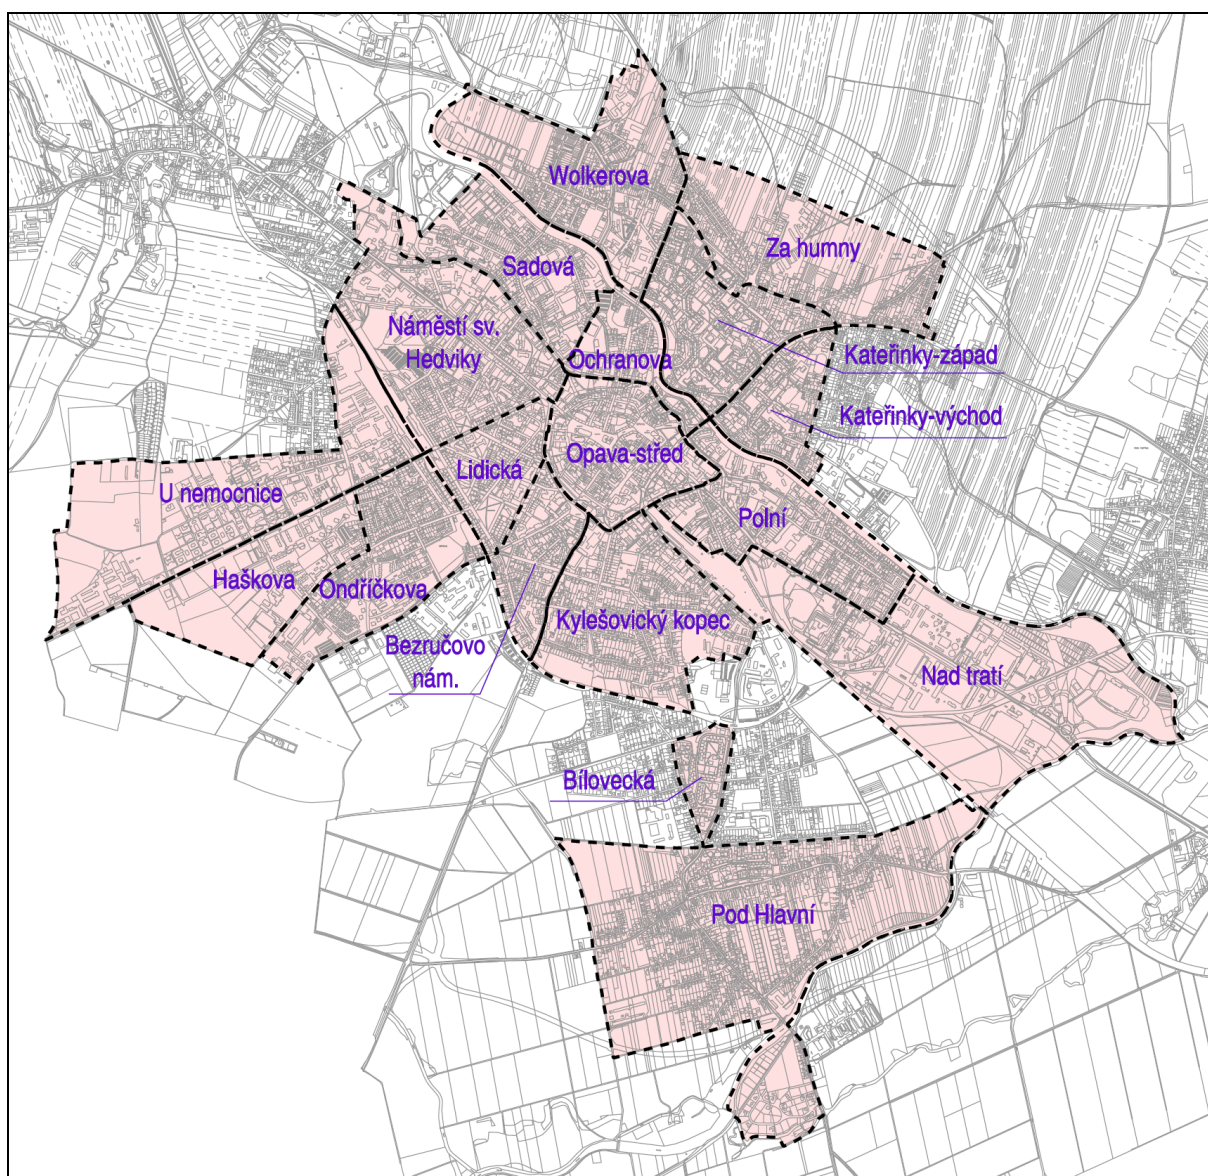 Wolkerova
Za humny
Sadová
Náměstí sv.
Hedviky
Ochranova
Kateřinky-západ
Kateřinky-východ
Opava-střed
Lidická
U nemocnice
Polní
Haškova
Ondříčkova
Kylešovický kopec
Bezručovo
nám.
Nad tratí
Bílovecká
Pod Hlavní